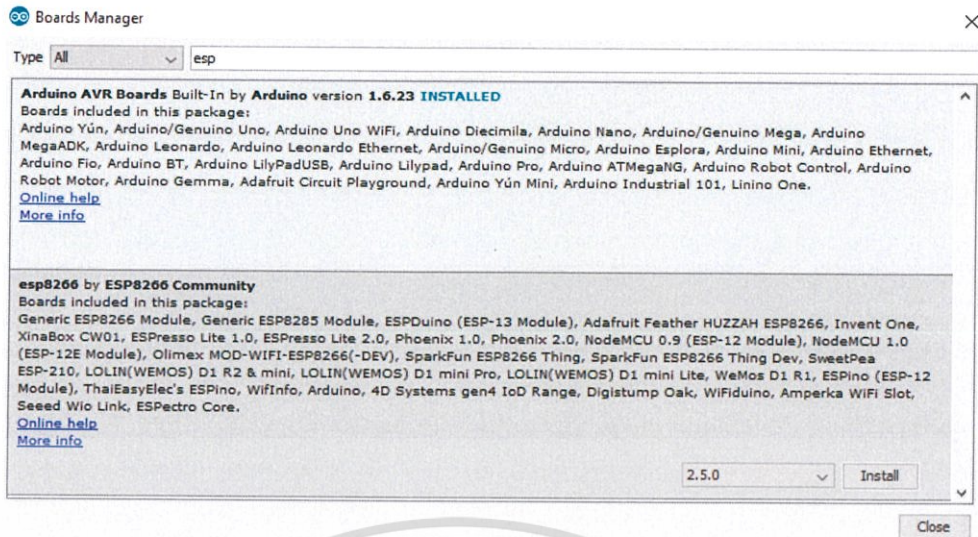 Boards Manager
Type All esp
Arduino AVR Boards Built-In by Arduino version 1.6.23 INSTALLED
Boards included in this package:
Arduino Yún, Arduino/Genuino Uno, Arduino Uno WiFi, Arduino Diecimila, Arduino Nano, Arduino/Genuino Mega, Arduino
MegaADK, Arduino Leonardo, Arduino Leonardo Ethernet, Arduino/Genuino Micro, Arduino Esplora, Arduino Mini, Arduino Ethernet,
Arduino Fio, Arduino BT, Arduino LilyPadUSB, Arduino Lilypad, Arduino Pro, Arduino ATMegaNG, Arduino Robot Control, Arduino
Robot Motor, Arduino Gemma, Adafruit Circuit Playground, Arduino Yún Mini, Arduino Industrial 101, Linino One.
Online help
More info
esp8266 by ESP8266 Community
Boards included in this package:
Generic ESP8266 Module, Generic ESP8285 Module, ESPDuino (ESP-13 Module), Adafruit Feather HUZZAH ESP8266, Invent One,
XinaBox CW01, ESPresso Lite 1.0, ESPresso Lite 2.0, Phoenix 1.0, Phoenix 2.0, NodeMCU 0.9 (ESP-12 Module), NodeMCU 1.0
(ESP-12E Module), Olimex MOD-WIFI-ESP8266(-DEV), SparkFun ESP8266 Thing, SparkFun ESP8266 Thing Dev, SweetPea
ESP-210, LOLIN(WEMOS) D1 R2 & mini, LOLIN(WEMOS) D1 mini Pro, LOLIN(WEMOS) D1 mini Lite, WeMos D1 R1, ESPino (ESP-12
Module), ThaiEasyElec's ESPino, WifInfo, Arduino, 4D Systems gen4 IoD Range, Digistump Oak, WiFiduino, Amperka WiFi Slot,
Seeed Wio Link, ESPectro Core.
Online help
More info
2.5.0 Install
Close